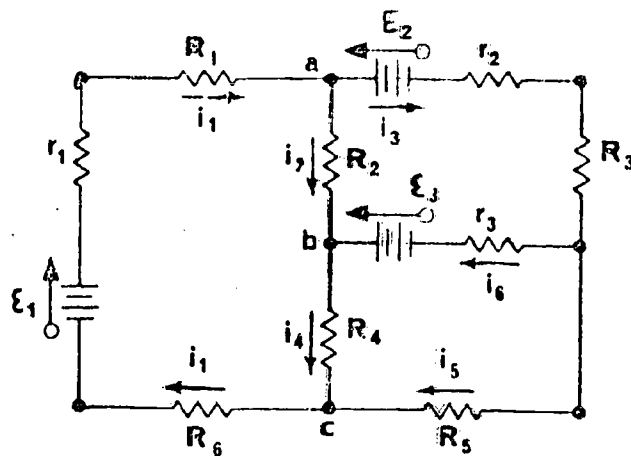 R₁ a E₂ r₂
i₁ i₃
r₁ i₂ R₂ R₃
ℰ₃ r₃
b
i₆
ℰ₁
i₄ R₄
i₁ i₅
R₆ c R₅